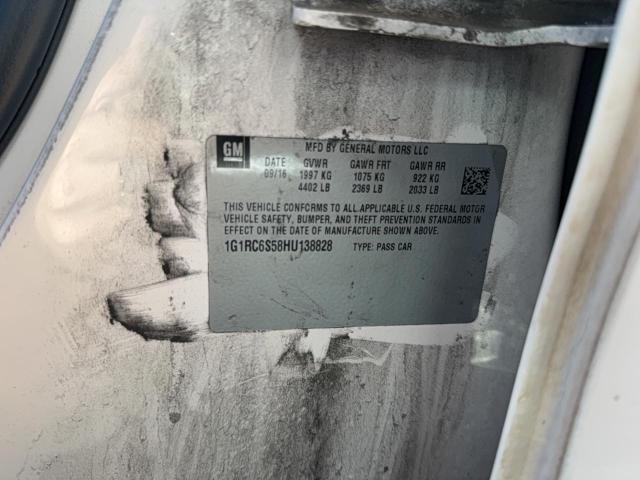 GM
MFD BY GENERAL MOTORS LLC
DATE GVWR GAWR FRT GAWR RR
09/16 1997 KG 1075 KG 922 KG
4402 LB 2369 LB 2033 LB
THIS VEHICLE CONFORMS TO ALL APPLICABLE U.S. FEDERAL MOTOR
VEHICLE SAFETY, BUMPER, AND THEFT PREVENTION STANDARDS IN
EFFECT ON THE DATE OF MANUFACTURE SHOWN ABOVE.
1G1RC6S58HU138828 TYPE: PASS CAR